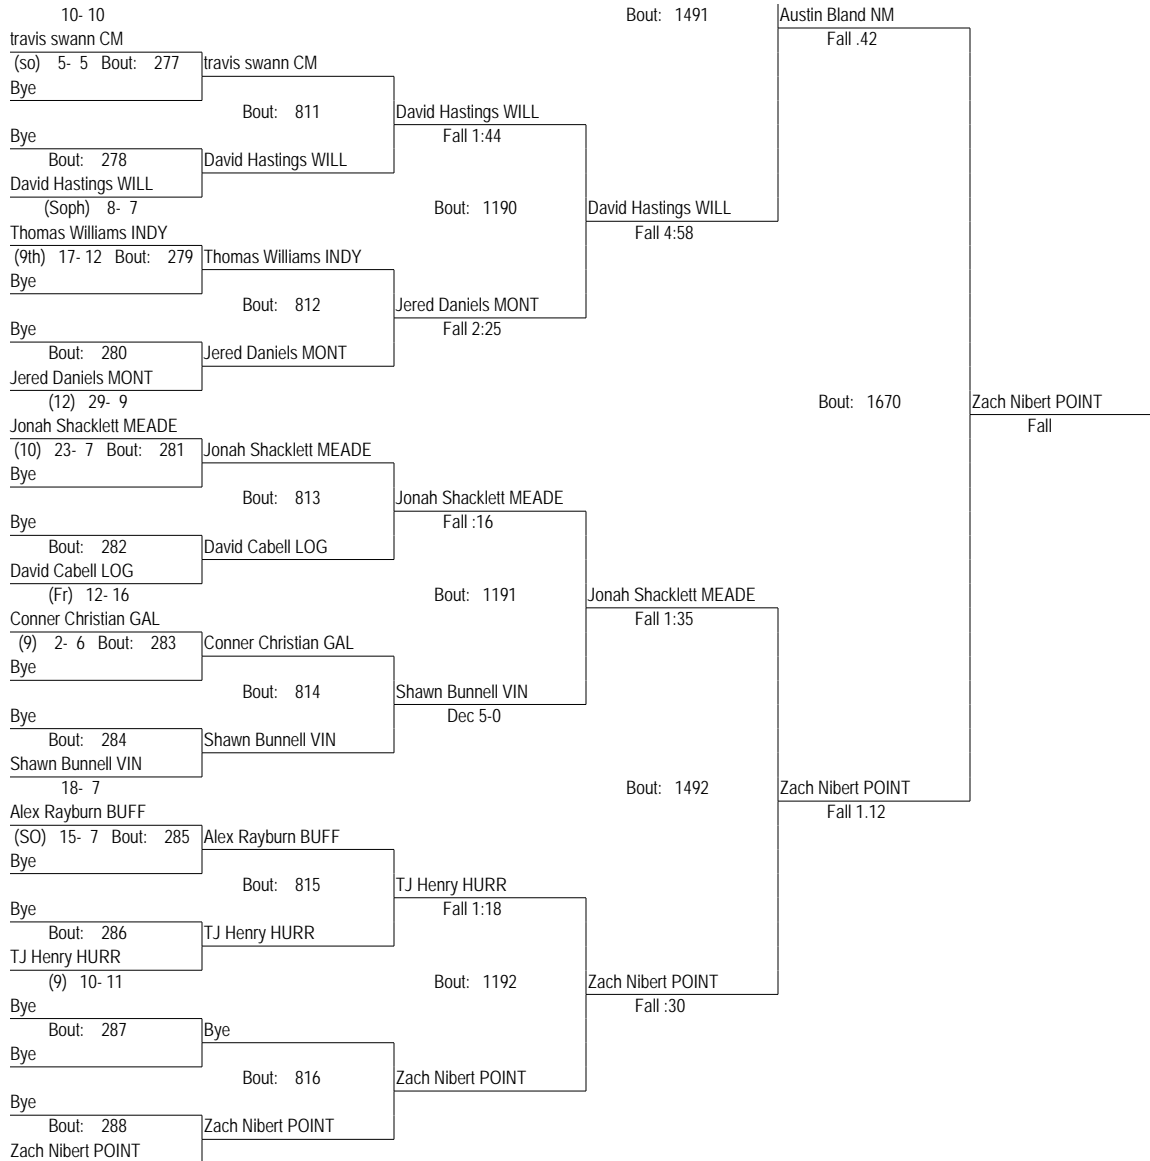 10- 10 Bout: 1491 Austin Bland NM
travis swann CM Fall .42
(so) 5- 5 Bout: 277 travis swann CM
Bye
Bout: 811 David Hastings WILL
Bye Fall 1:44
Bout: 278 David Hastings WILL
David Hastings WILL
(Soph) 8- 7 Bout: 1190 David Hastings WILL
Thomas Williams INDY Fall 4:58
(9th) 17- 12 Bout: 279 Thomas Williams INDY
Bye
Bout: 812 Jered Daniels MONT
Bye Fall 2:25
Bout: 280 Jered Daniels MONT
Jered Daniels MONT
(12) 29- 9 Bout: 1670 Zach Nibert POINT
Jonah Shacklett MEADE Fall
(10) 23- 7 Bout: 281 Jonah Shacklett MEADE
Bye
Bout: 813 Jonah Shacklett MEADE
Bye Fall :16
Bout: 282 David Cabell LOG
David Cabell LOG
(Fr) 12- 16 Bout: 1191 Jonah Shacklett MEADE
Conner Christian GAL Fall 1:35
(9) 2- 6 Bout: 283 Conner Christian GAL
Bye
Bout: 814 Shawn Bunnell VIN
Bye Dec 5-0
Bout: 284 Shawn Bunnell VIN
Shawn Bunnell VIN
18- 7 Bout: 1492 Zach Nibert POINT
Alex Rayburn BUFF Fall 1.12
(SO) 15- 7 Bout: 285 Alex Rayburn BUFF
Bye
Bout: 815 TJ Henry HURR
Bye Fall 1:18
Bout: 286 TJ Henry HURR
TJ Henry HURR
(9) 10- 11 Bout: 1192 Zach Nibert POINT
Bye Fall :30
Bout: 287 Bye
Bye
Bout: 816 Zach Nibert POINT
Bye
Bout: 288 Zach Nibert POINT
Zach Nibert POINT